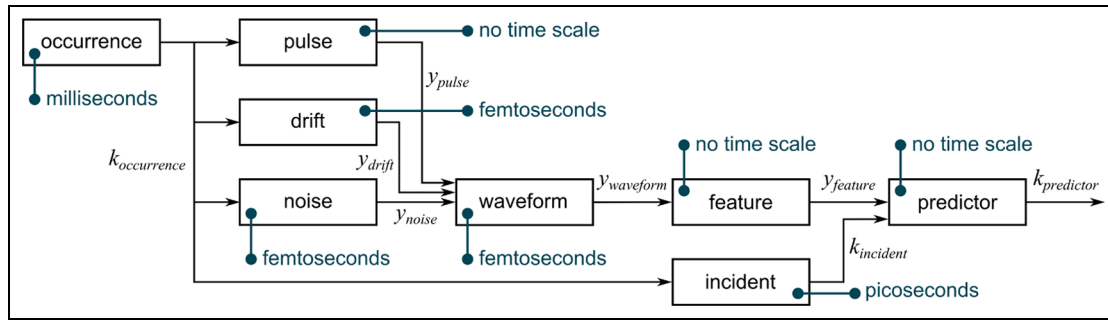 occurrence
pulse
no time scale
milliseconds
y_pulse
drift
femtoseconds
k_occurrence
y_drift
no time scale
no time scale
noise
y_noise
waveform
y_waveform
feature
y_feature
predictor
k_predictor
femtoseconds
femtoseconds
incident
k_incident
picoseconds